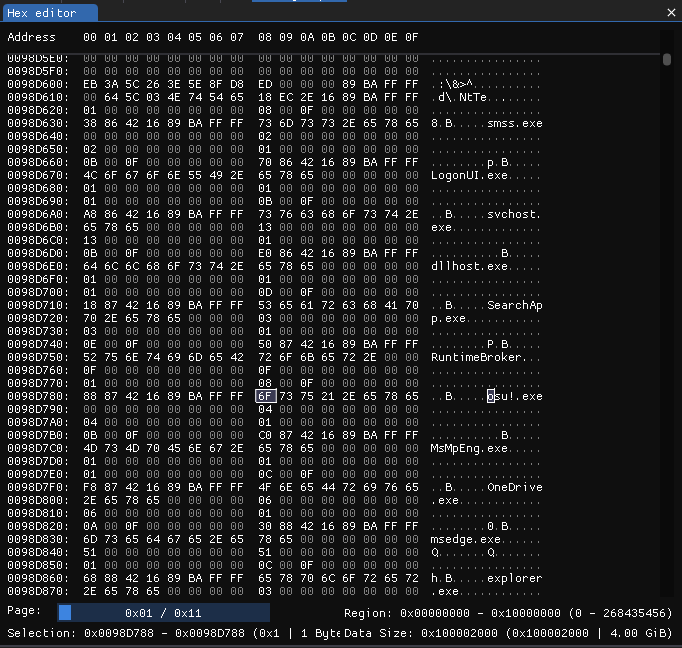 Hex editor ✕
Address 00 01 02 03 04 05 06 07 08 09 0A 0B 0C 0D 0E 0F
0098D5E0: 00 00 00 00 00 00 00 00 00 00 00 00 00 00 00 00 ................
0098D5F0: 00 00 00 00 00 00 00 00 00 00 00 00 00 00 00 00 ................
0098D600: EB 3A 5C 26 3E 5E 8F D8 ED 00 00 00 89 BA FF FF .:\&>^..........
0098D610: 00 64 5C 03 4E 74 54 65 18 EC 2E 16 89 BA FF FF .d\.NtTe........
0098D620: 01 00 00 00 00 00 00 00 08 00 0F 00 00 00 00 00 ................
0098D630: 38 86 42 16 89 BA FF FF 73 6D 73 73 2E 65 78 65 8.B.....smss.exe
0098D640: 00 00 00 00 00 00 00 00 02 00 00 00 00 00 00 00 ................
0098D650: 02 00 00 00 00 00 00 00 01 00 00 00 00 00 00 00 ................
0098D660: 0B 00 0F 00 00 00 00 00 70 86 42 16 89 BA FF FF ........p.B.....
0098D670: 4C 6F 67 6F 6E 55 49 2E 65 78 65 00 00 00 00 00 LogonUI.exe.....
0098D680: 01 00 00 00 00 00 00 00 01 00 00 00 00 00 00 00 ................
0098D690: 01 00 00 00 00 00 00 00 0B 00 0F 00 00 00 00 00 ................
0098D6A0: A8 86 42 16 89 BA FF FF 73 76 63 68 6F 73 74 2E ..B.....svchost.
0098D6B0: 65 78 65 00 00 00 00 00 13 00 00 00 00 00 00 00 exe.............
0098D6C0: 13 00 00 00 00 00 00 00 01 00 00 00 00 00 00 00 ................
0098D6D0: 0B 00 0F 00 00 00 00 00 E0 86 42 16 89 BA FF FF ..........B.....
0098D6E0: 64 6C 6C 68 6F 73 74 2E 65 78 65 00 00 00 00 00 dllhost.exe.....
0098D6F0: 01 00 00 00 00 00 00 00 01 00 00 00 00 00 00 00 ................
0098D700: 01 00 00 00 00 00 00 00 0D 00 0F 00 00 00 00 00 ................
0098D710: 18 87 42 16 89 BA FF FF 53 65 61 72 63 68 41 70 ..B.....SearchAp
0098D720: 70 2E 65 78 65 00 00 00 03 00 00 00 00 00 00 00 p.exe...........
0098D730: 03 00 00 00 00 00 00 00 01 00 00 00 00 00 00 00 ................
0098D740: 0E 00 0F 00 00 00 00 00 50 87 42 16 89 BA FF FF ........P.B.....
0098D750: 52 75 6E 74 69 6D 65 42 72 6F 6B 65 72 2E 00 00 RuntimeBroker...
0098D760: 0F 00 00 00 00 00 00 00 0F 00 00 00 00 00 00 00 ................
0098D770: 01 00 00 00 00 00 00 00 08 00 0F 00 00 00 00 00 ................
0098D780: 88 87 42 16 89 BA FF FF 6F 73 75 21 2E 65 78 65 ..B.....osu!.exe
0098D790: 00 00 00 00 00 00 00 00 04 00 00 00 00 00 00 00 ................
0098D7A0: 04 00 00 00 00 00 00 00 01 00 00 00 00 00 00 00 ................
0098D7B0: 0B 00 0F 00 00 00 00 00 C0 87 42 16 89 BA FF FF ..........B.....
0098D7C0: 4D 73 4D 70 45 6E 67 2E 65 78 65 00 00 00 00 00 MsMpEng.exe.....
0098D7D0: 01 00 00 00 00 00 00 00 01 00 00 00 00 00 00 00 ................
0098D7E0: 01 00 00 00 00 00 00 00 0C 00 0F 00 00 00 00 00 ................
0098D7F0: F8 87 42 16 89 BA FF FF 4F 6E 65 44 72 69 76 65 ..B.....OneDrive
0098D800: 2E 65 78 65 00 00 00 00 06 00 00 00 00 00 00 00 .exe............
0098D810: 06 00 00 00 00 00 00 00 01 00 00 00 00 00 00 00 ................
0098D820: 0A 00 0F 00 00 00 00 00 30 88 42 16 89 BA FF FF ........0.B.....
0098D830: 6D 73 65 64 67 65 2E 65 78 65 00 00 00 00 00 00 msedge.exe......
0098D840: 51 00 00 00 00 00 00 00 51 00 00 00 00 00 00 00 Q.......Q.......
0098D850: 01 00 00 00 00 00 00 00 0C 00 0F 00 00 00 00 00 ................
0098D860: 68 88 42 16 89 BA FF FF 65 78 70 6C 6F 72 65 72 h.B.....explorer
0098D870: 2E 65 78 65 00 00 00 00 03 00 00 00 00 00 00 00 .exe............
Page: 0x01 / 0x11 Region: 0x00000000 - 0x10000000 (0 - 268435456)
Selection: 0x0098D788 - 0x0098D788 (0x1 | 1 Byte Data Size: 0x100002000 (0x100002000 | 4.00 GiB)